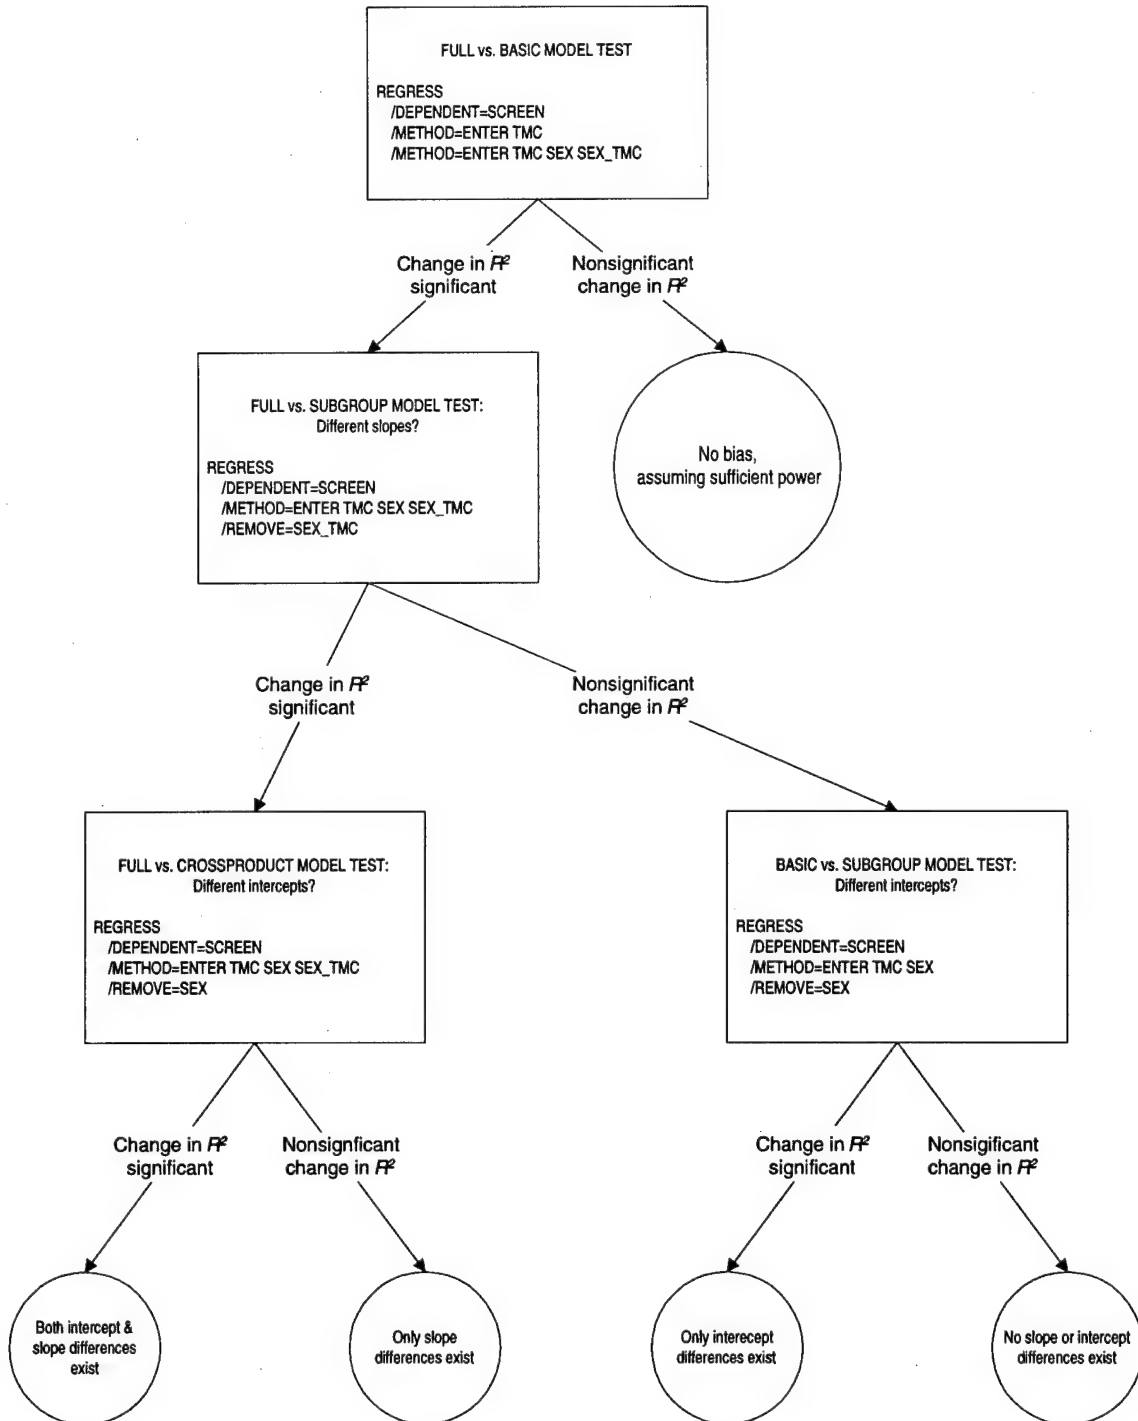 FULL vs. BASIC MODEL TEST
REGRESS
/DEPENDENT=SCREEN
/METHOD=ENTER TMC
/METHOD=ENTER TMC SEX SEX_TMC
Change in R²
significant
Nonsignificant
change in R²
FULL vs. SUBGROUP MODEL TEST:
Different slopes?
REGRESS
/DEPENDENT=SCREEN
/METHOD=ENTER TMC SEX SEX_TMC
/REMOVE=SEX_TMC
No bias,
assuming sufficient power
Change in R²
significant
Nonsignificant
change in R²
FULL vs. CROSSPRODUCT MODEL TEST:
Different intercepts?
REGRESS
/DEPENDENT=SCREEN
/METHOD=ENTER TMC SEX SEX_TMC
/REMOVE=SEX
BASIC vs. SUBGROUP MODEL TEST:
Different intercepts?
REGRESS
/DEPENDENT=SCREEN
/METHOD=ENTER TMC SEX
/REMOVE=SEX
Change in R²
significant
Nonsignficant
change in R²
Change in R²
significant
Nonsigificant
change in R²
Both intercept &
slope differences
exist
Only slope
differences exist
Only interecept
differences exist
No slope or intercept
differences exist